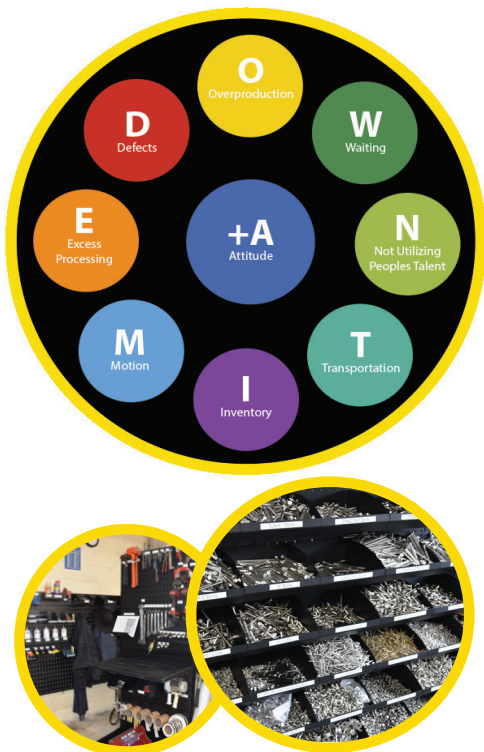 O
Overproduction
D
Defects
W
Waiting
E
Excess
Processing
+A
Attitude
N
Not Utilizing
Peoples Talent
M
Motion
T
Transportation
I
Inventory